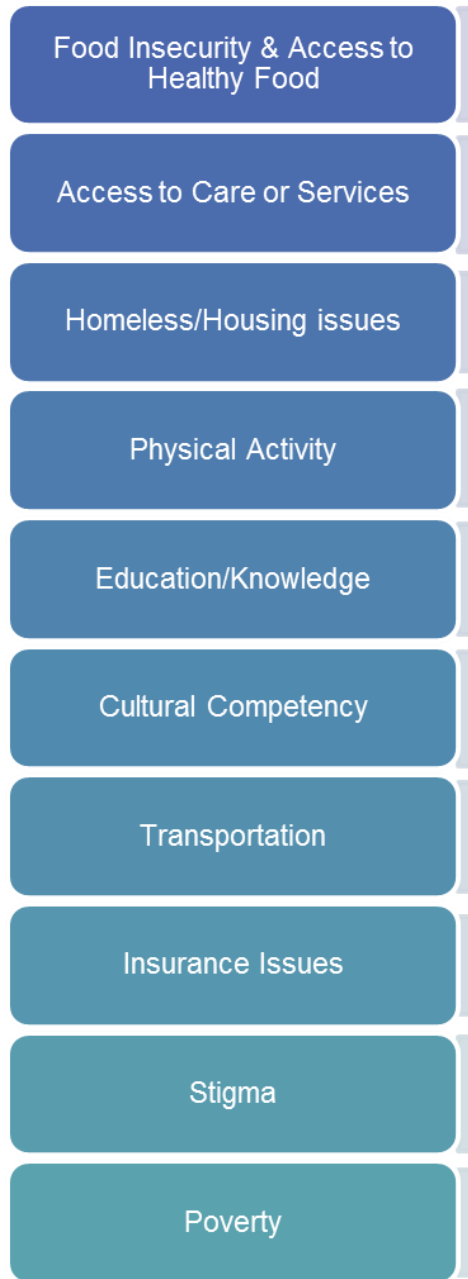 Food Insecurity & Access to
Healthy Food
Access to Care or Services
Homeless/Housing issues
Physical Activity
Education/Knowledge
Cultural Competency
Transportation
Insurance Issues
Stigma
Poverty